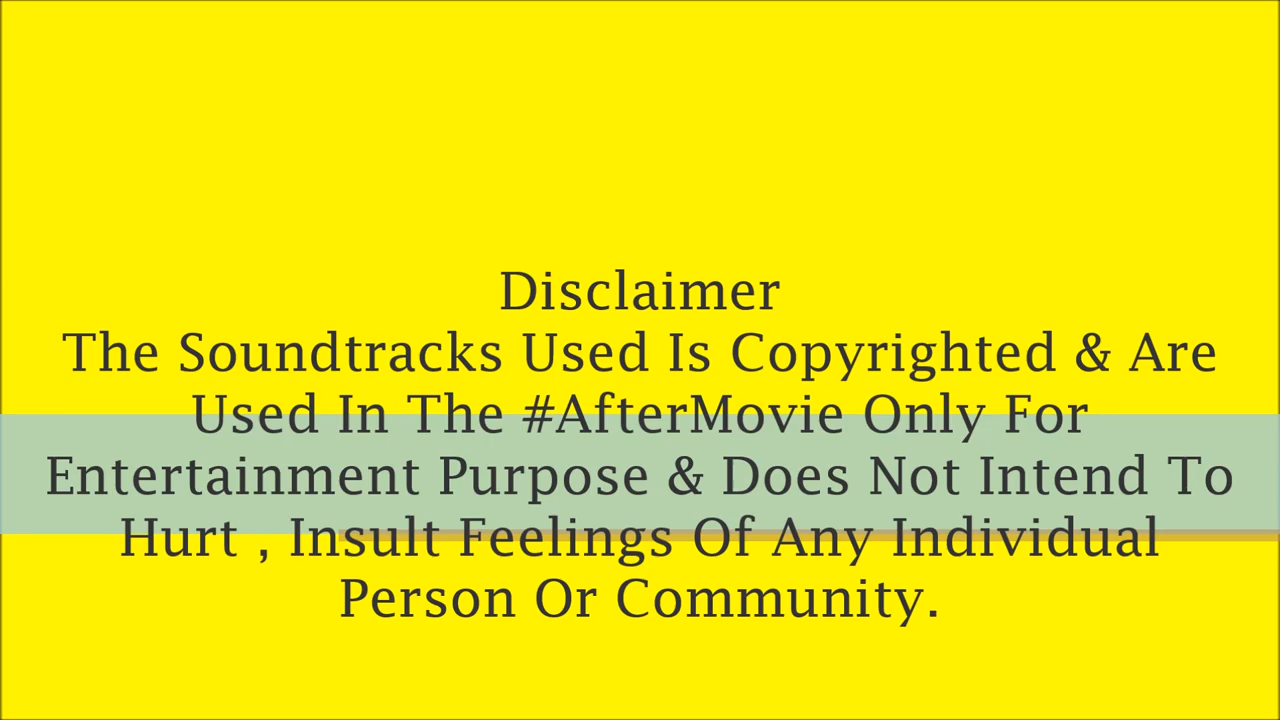 Disclaimer
The Soundtracks Used Is Copyrighted & Are
Used In The #AfterMovie Only For
Entertainment Purpose & Does Not Intend To
Hurt , Insult Feelings Of Any Individual
Person Or Community.